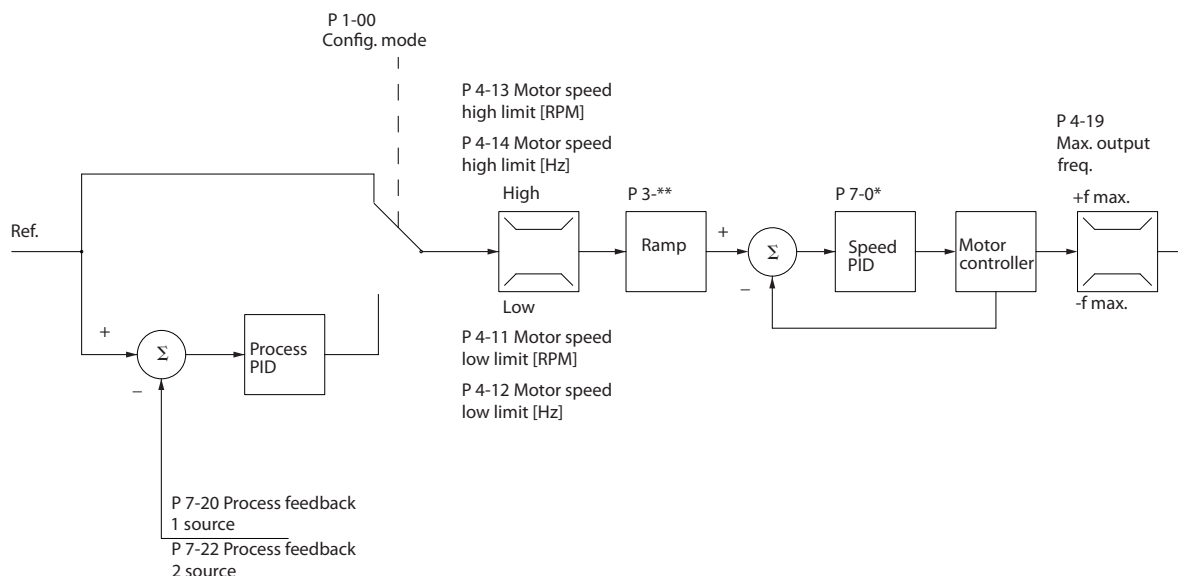 P 1-00
Config. mode
P 4-13 Motor speed
high limit [RPM]
P 4-14 Motor speed
high limit [Hz]
P 4-19
Max. output
freq.
High
P 3-**
P 7-0*
+f max.
Ref.
+
Σ
Ramp
Speed
PID
Motor
controller
–
Low
-f max.
P 4-11 Motor speed
low limit [RPM]
P 4-12 Motor speed
low limit [Hz]
+
Σ
Process
PID
–
P 7-20 Process feedback
1 source
P 7-22 Process feedback
2 source